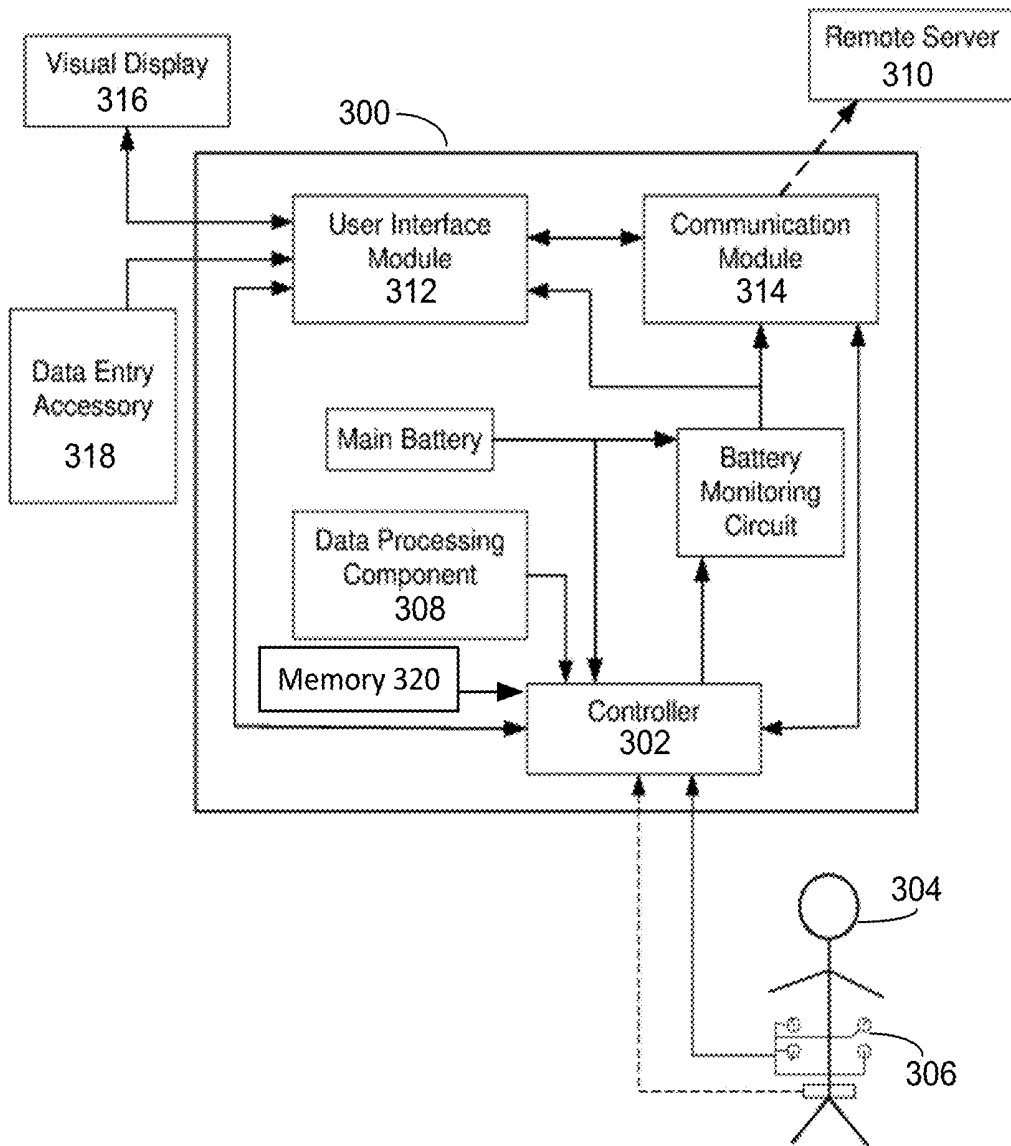 Visual Display
316
Remote Server
310
300
User Interface
Module
312
Communication
Module
314
Data Entry
Accessory
318
Main Battery
Battery
Monitoring
Circuit
Data Processing
Component
308
Memory 320
Controller
302
304
306